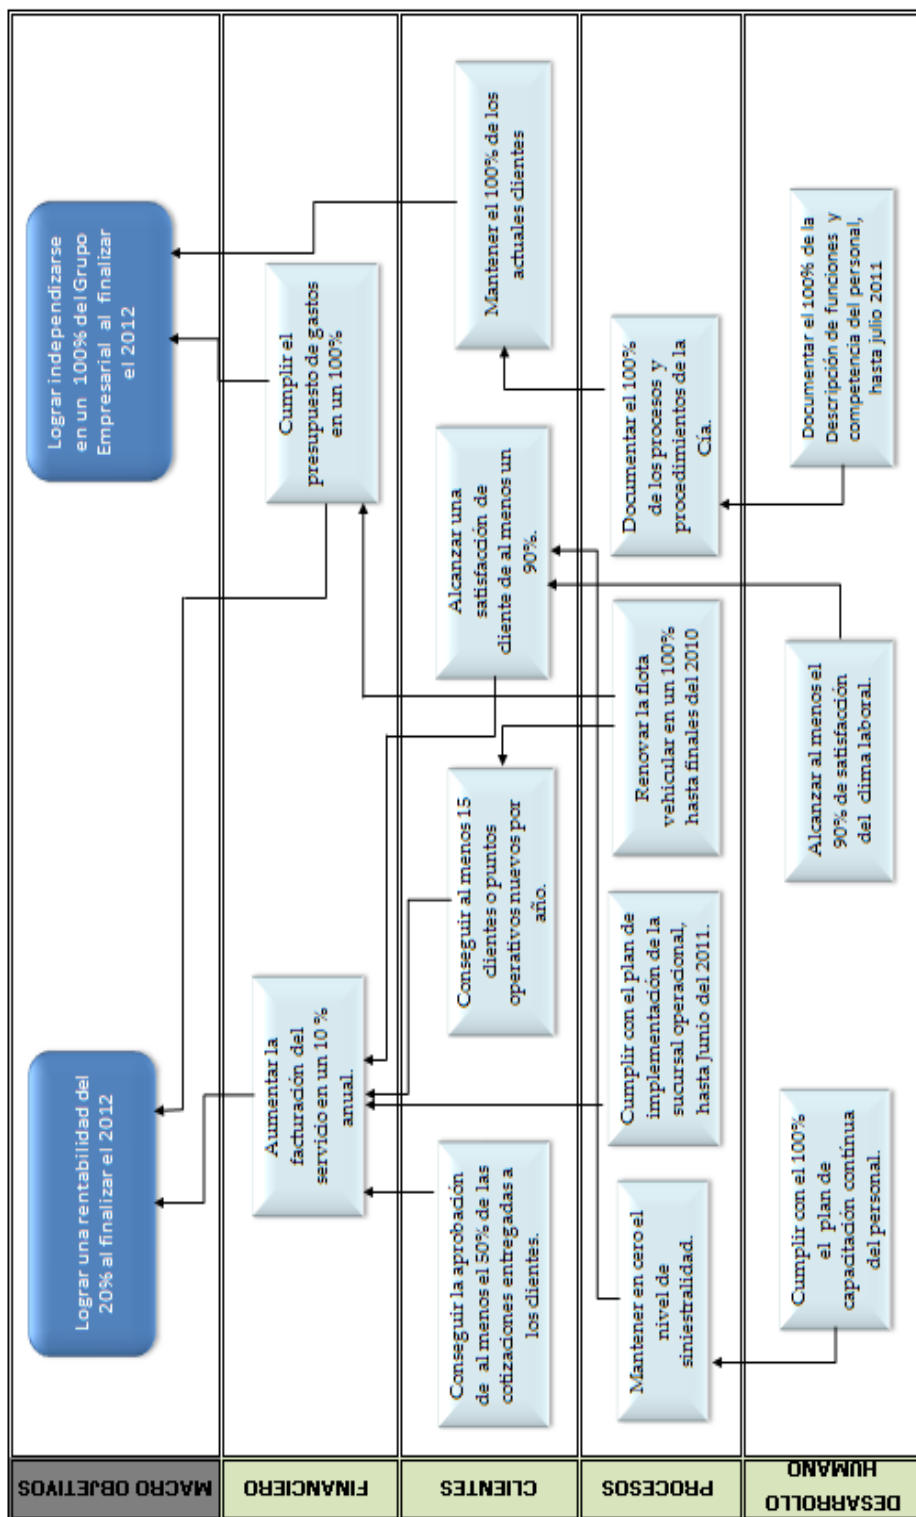 MACRO OBJETIVOS
Lograr una rentabilidad del
20% al finalizar el 2012
Lograr independizarse
en un 100% del Grupo
Empresarial al finalizar
el 2012
FINANCIERO
Aumentar la
facturación del
servicio en un 10 %
anual.
Cumplir el
presupuesto de gastos
en un 100%
CLIENTES
Conseguir la aprobación
de al menos el 50% de las
cotizaciones entregadas a
los clientes.
Conseguir al menos 15
clientes o puntos
operativos nuevos por
año.
Alcanzar una
satisfacción de
cliente de al menos un
90%.
Mantener el 100% de los
actuales clientes
PROCESOS
Mantener en cero el
nivel de
siniestralidad.
Cumplir con el plan de
implementación de la
sucursal operacional,
hasta Junio del 2011.
Renovar la flota
vehicular en un 100%
hasta finales del 2010
Documentar el 100%
de los procesos y
procedimientos de la
Cía.
DESARROLLO
HUMANO
Cumplir con el 100%
el plan de
capacitación contínua
del personal.
Alcanzar al menos el
90% de satisfacción
del clima laboral.
Documentar el 100% de la
Descripción de funciones y
competencia del personal,
hasta julio 2011